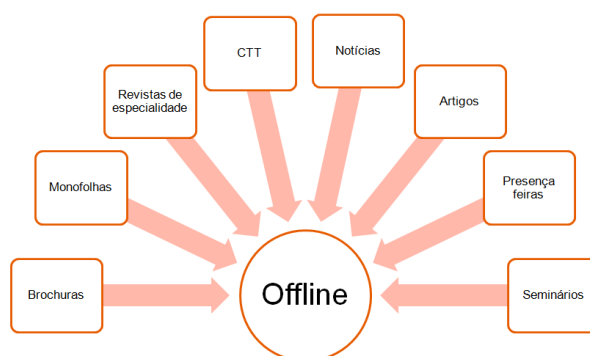 CTT
Notícias
Revistas de
especialidade
Artigos
Monofolhas
Presença
feiras
Brochuras
Offline
Seminários